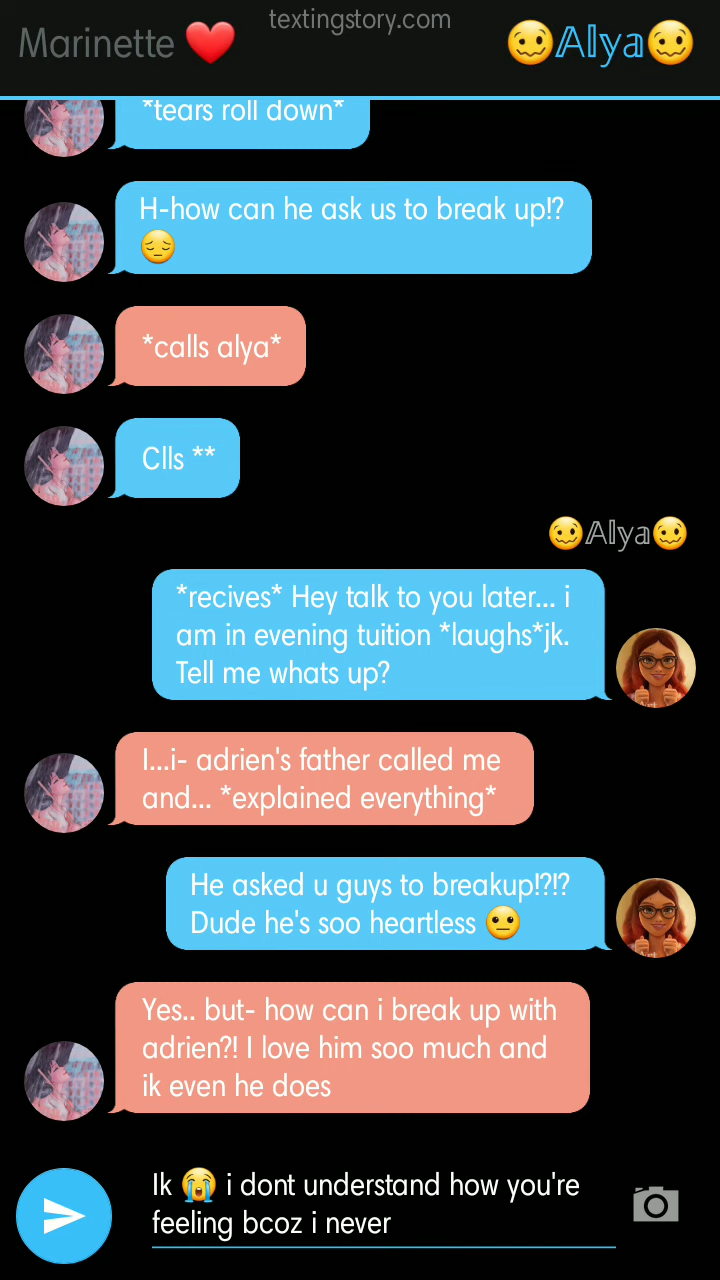 textingstory.com
Marinette ❤️
🥴𝔸𝕝𝕪𝕒🥴
*tears roll down*
H-how can he ask us to break up!?
😔
*calls alya*
Clls **
🥴𝔸𝕝𝕪𝕒🥴
*recives* Hey talk to you later... i
am in evening tuition *laughs*jk.
Tell me whats up?
I...i- adrien's father called me
and... *explained everything*
He asked u guys to breakup!?!?
Dude he's soo heartless 😐
Yes.. but- how can i break up with
adrien?! I love him soo much and
ik even he does
Ik 😭 i dont understand how you're
feeling bcoz i never